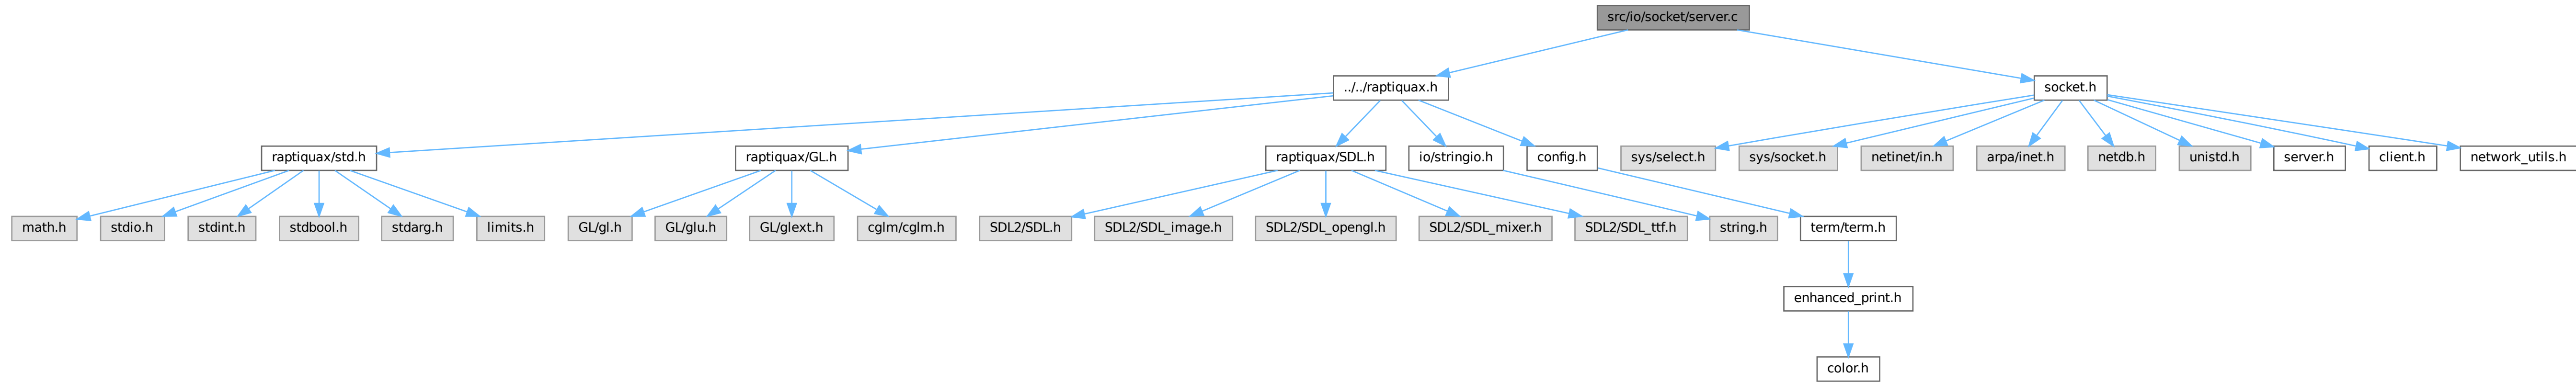 src/io/socket/server.c
../../raptiquax.h
socket.h
raptiquax/std.h
raptiquax/GL.h
raptiquax/SDL.h
io/stringio.h
config.h
sys/select.h
sys/socket.h
netinet/in.h
arpa/inet.h
netdb.h
unistd.h
server.h
client.h
network_utils.h
math.h
stdio.h
stdint.h
stdbool.h
stdarg.h
limits.h
GL/gl.h
GL/glu.h
GL/glext.h
cglm/cglm.h
SDL2/SDL.h
SDL2/SDL_image.h
SDL2/SDL_opengl.h
SDL2/SDL_mixer.h
SDL2/SDL_ttf.h
string.h
term/term.h
enhanced_print.h
color.h